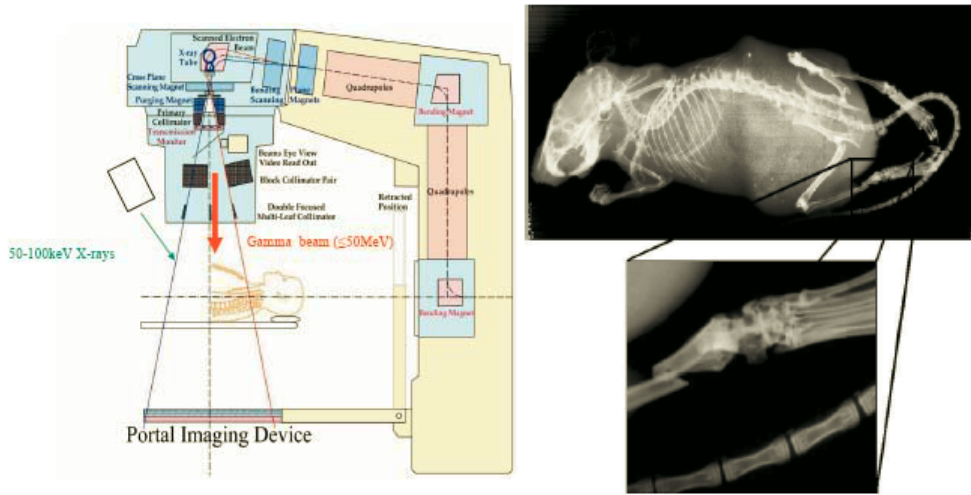 Scanned Electron
Beam
X-ray
Tube
Cross Plane
Scanning Magnet
Purging Magnet
Primary
Collimator
Transmission
Monitor
Bending
Scanning
Plane
Magnets
Quadrupoles
Bending Magnet
Beams Eye View
Video Read Out
Block Collimator Pair
Quadrupoles
Retracted
Position
Double Focused
Multi-Leaf Collimator
50-100keV X-rays
Gamma beam (≦50MeV)
Bending Magnet
Portal Imaging Device